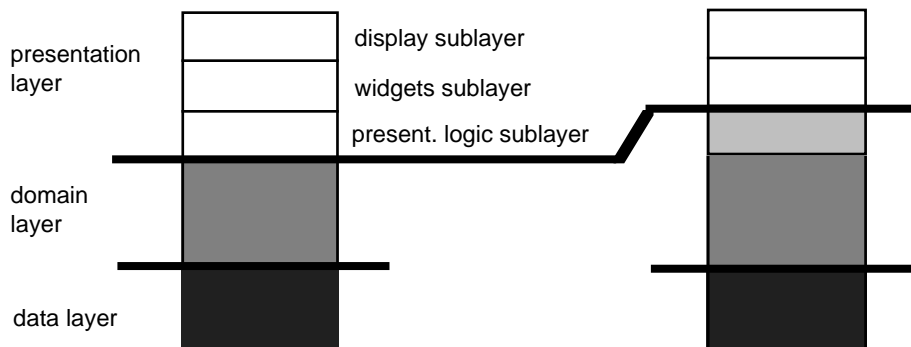 display sublayer
presentation
layer
widgets sublayer
present. logic sublayer
domain
layer
data layer